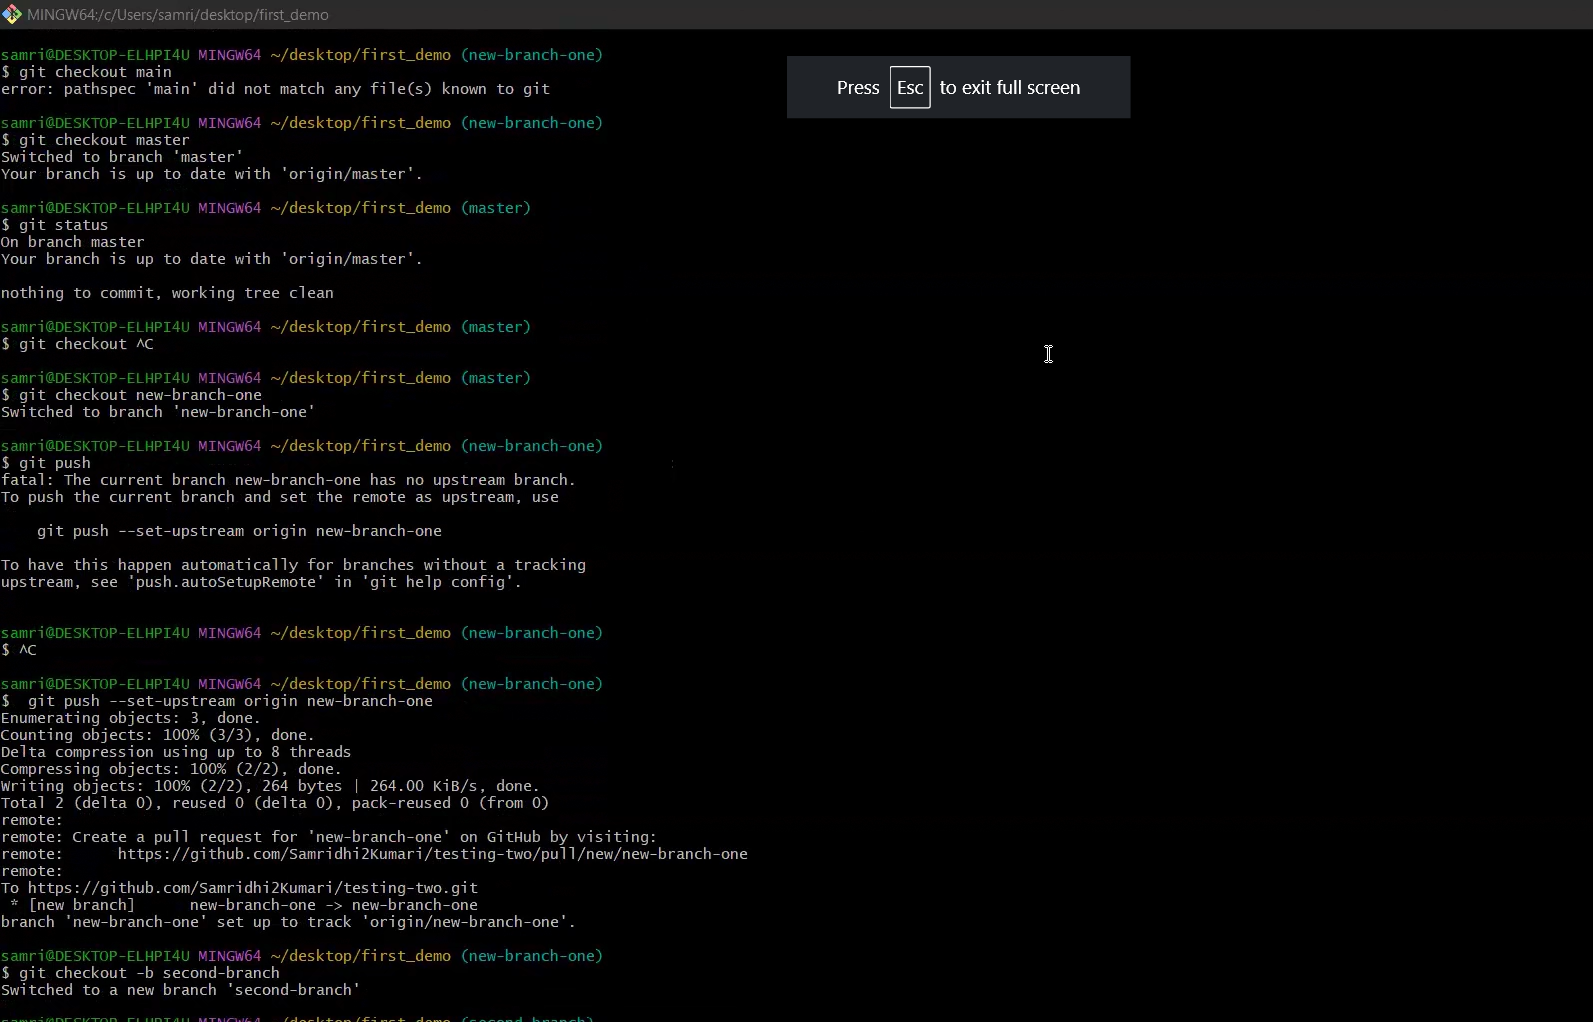 MINGW64:/c/Users/samri/desktop/first_demo
samri@DESKTOP-ELHPI4U MINGW64 ~/desktop/first_demo (new-branch-one)
$ git checkout main
error: pathspec 'main' did not match any file(s) known to git
Press Esc to exit full screen
samri@DESKTOP-ELHPI4U MINGW64 ~/desktop/first_demo (new-branch-one)
$ git checkout master
Switched to branch 'master'
Your branch is up to date with 'origin/master'.
samri@DESKTOP-ELHPI4U MINGW64 ~/desktop/first_demo (master)
$ git status
On branch master
Your branch is up to date with 'origin/master'.
nothing to commit, working tree clean
samri@DESKTOP-ELHPI4U MINGW64 ~/desktop/first_demo (master)
$ git checkout ^C
samri@DESKTOP-ELHPI4U MINGW64 ~/desktop/first_demo (master)
$ git checkout new-branch-one
Switched to branch 'new-branch-one'
samri@DESKTOP-ELHPI4U MINGW64 ~/desktop/first_demo (new-branch-one)
$ git push
fatal: The current branch new-branch-one has no upstream branch.
To push the current branch and set the remote as upstream, use
git push --set-upstream origin new-branch-one
To have this happen automatically for branches without a tracking
upstream, see 'push.autoSetupRemote' in 'git help config'.
samri@DESKTOP-ELHPI4U MINGW64 ~/desktop/first_demo (new-branch-one)
$ ^C
samri@DESKTOP-ELHPI4U MINGW64 ~/desktop/first_demo (new-branch-one)
$  git push --set-upstream origin new-branch-one
Enumerating objects: 3, done.
Counting objects: 100% (3/3), done.
Delta compression using up to 8 threads
Compressing objects: 100% (2/2), done.
Writing objects: 100% (2/2), 264 bytes | 264.00 KiB/s, done.
Total 2 (delta 0), reused 0 (delta 0), pack-reused 0 (from 0)
remote:
remote: Create a pull request for 'new-branch-one' on GitHub by visiting:
remote:      https://github.com/Samridhi2Kumari/testing-two/pull/new/new-branch-one
remote:
To https://github.com/Samridhi2Kumari/testing-two.git
 * [new branch]      new-branch-one -> new-branch-one
branch 'new-branch-one' set up to track 'origin/new-branch-one'.
samri@DESKTOP-ELHPI4U MINGW64 ~/desktop/first_demo (new-branch-one)
$ git checkout -b second-branch
Switched to a new branch 'second-branch'
samri@DESKTOP-ELHPI4U MINGW64 ~/desktop/first_demo (second-branch)